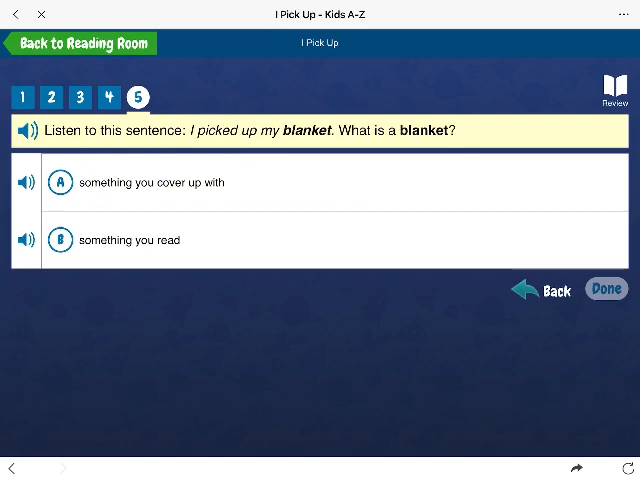 I Pick Up - Kids A-Z
Back to Reading Room
I Pick Up
1 2 3 4 5
Review
Listen to this sentence: I picked up my blanket. What is a blanket?
A something you cover up with
B something you read
Back
Done